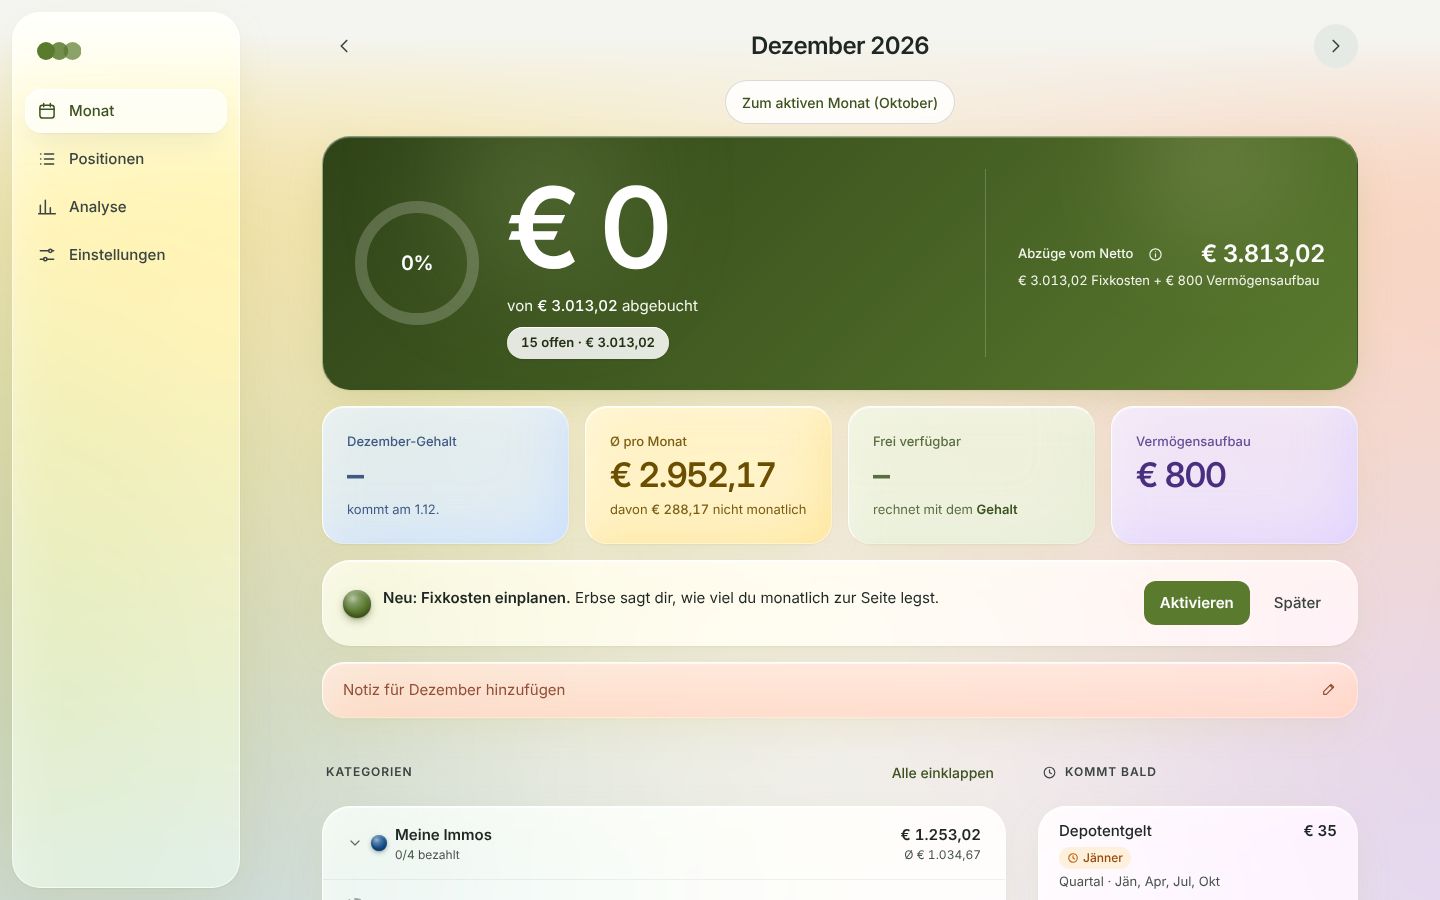 Dezember 2026
Zum aktiven Monat (Oktober)
Monat
Positionen
Analyse
Einstellungen
0%
€ 0
von € 3.013,02 abgebucht
15 offen · € 3.013,02
Abzüge vom Netto
€ 3.813,02
€ 3.013,02 Fixkosten + € 800 Vermögensaufbau
Dezember-Gehalt
–
kommt am 1.12.
Ø pro Monat
€ 2.952,17
davon € 288,17 nicht monatlich
Frei verfügbar
–
rechnet mit dem Gehalt
Vermögensaufbau
€ 800
Neu: Fixkosten einplanen. Erbse sagt dir, wie viel du monatlich zur Seite legst.
Aktivieren
Später
Notiz für Dezember hinzufügen
KATEGORIEN
Alle einklappen
Meine Immos
€ 1.253,02
0/4 bezahlt
Ø € 1.034,67
KOMMT BALD
Depotentgelt
€ 35
Jänner
Quartal · Jän, Apr, Jul, Okt